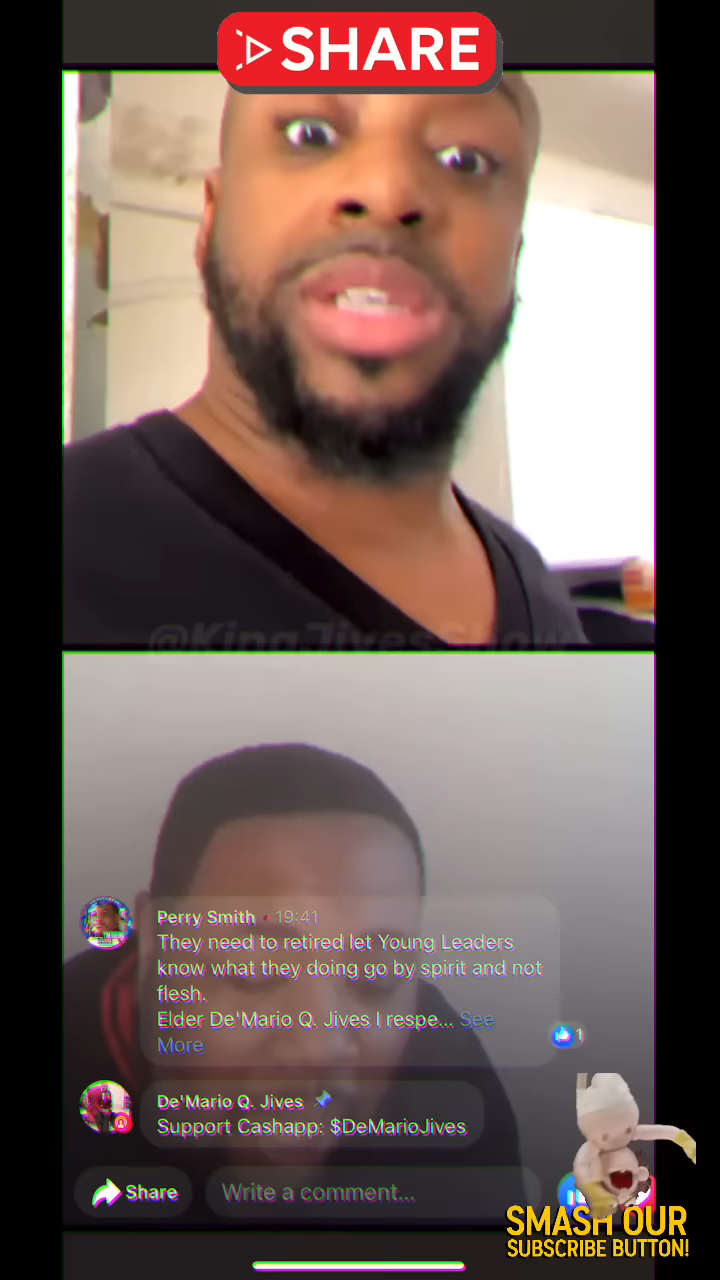 SHARE
@KingJivesShow
Perry Smith • 19:41
They need to retired let Young Leaders
know what they doing go by spirit and not
flesh.
Elder De'Mario Q. Jives I respe... See
More
1
De'Mario Q. Jives
Support Cashapp: $DeMarioJives
Share
Write a comment...
SMASH OUR
SUBSCRIBE BUTTON!